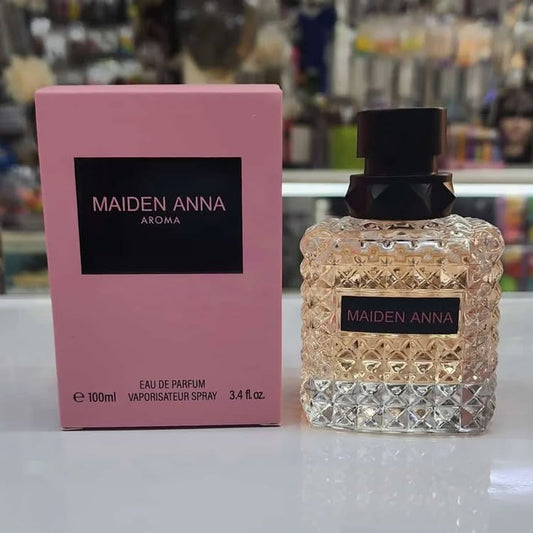 MAIDEN ANNA
AROMA
EAU DE PARFUM
℮ 100ml VAPORISATEUR SPRAY 3.4 fl. oz.
MAIDEN ANNA